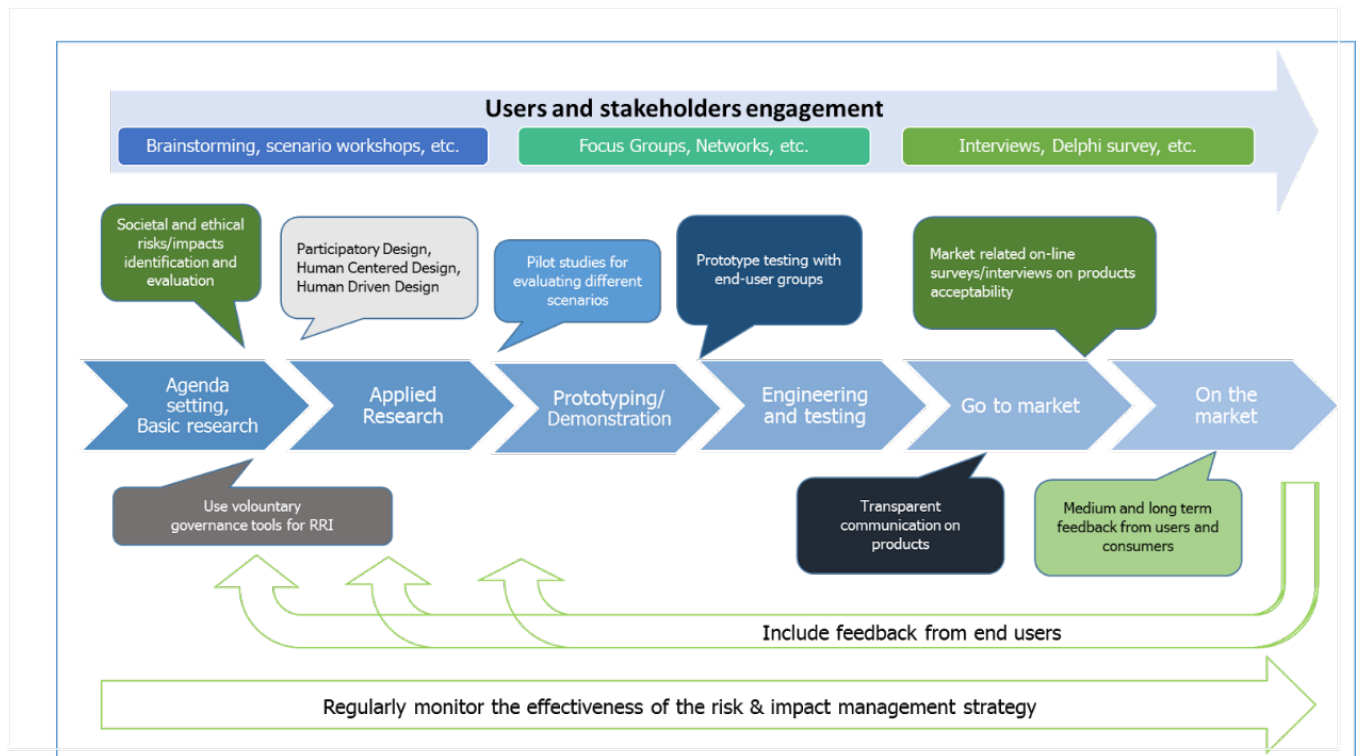 Users and stakeholders engagement
Brainstorming, scenario workshops, etc.
Focus Groups, Networks, etc.
Interviews, Delphi survey, etc.
Societal and ethical
risks/impacts
identification and
evaluation
Participatory Design,
Human Centered Design,
Human Driven Design
Pilot studies for
evaluating different
scenarios
Prototype testing with
end-user groups
Market related on-line
surveys/interviews on products
acceptability
Agenda
setting,
Basic research
Applied
Research
Prototyping/
Demonstration
Engineering
and testing
Go to market
On the
market
Use volountary
governance tools for RRI
Transparent
communication on
products
Medium and long term
feedback from users and
consumers
Include feedback from end users
Regularly monitor the effectiveness of the risk & impact management strategy